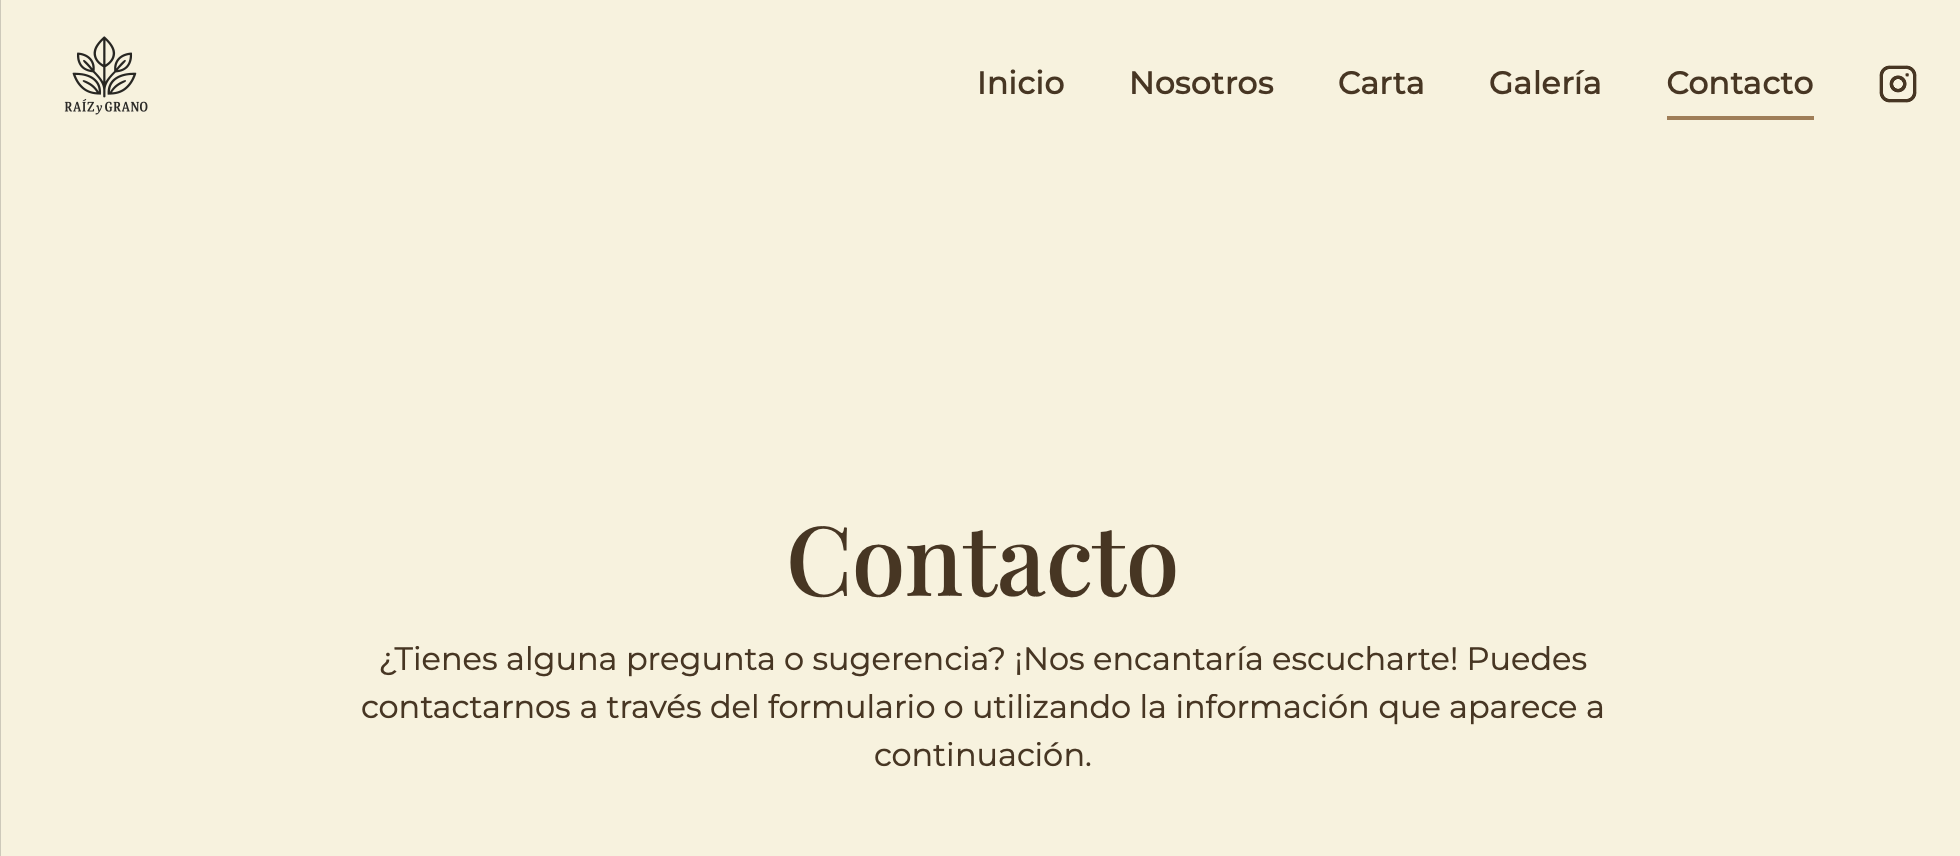 RAÍZ y GRANO
Inicio Nosotros Carta Galería Contacto
Contacto
¿Tienes alguna pregunta o sugerencia? ¡Nos encantaría escucharte! Puedes
contactarnos a través del formulario o utilizando la información que aparece a
continuación.